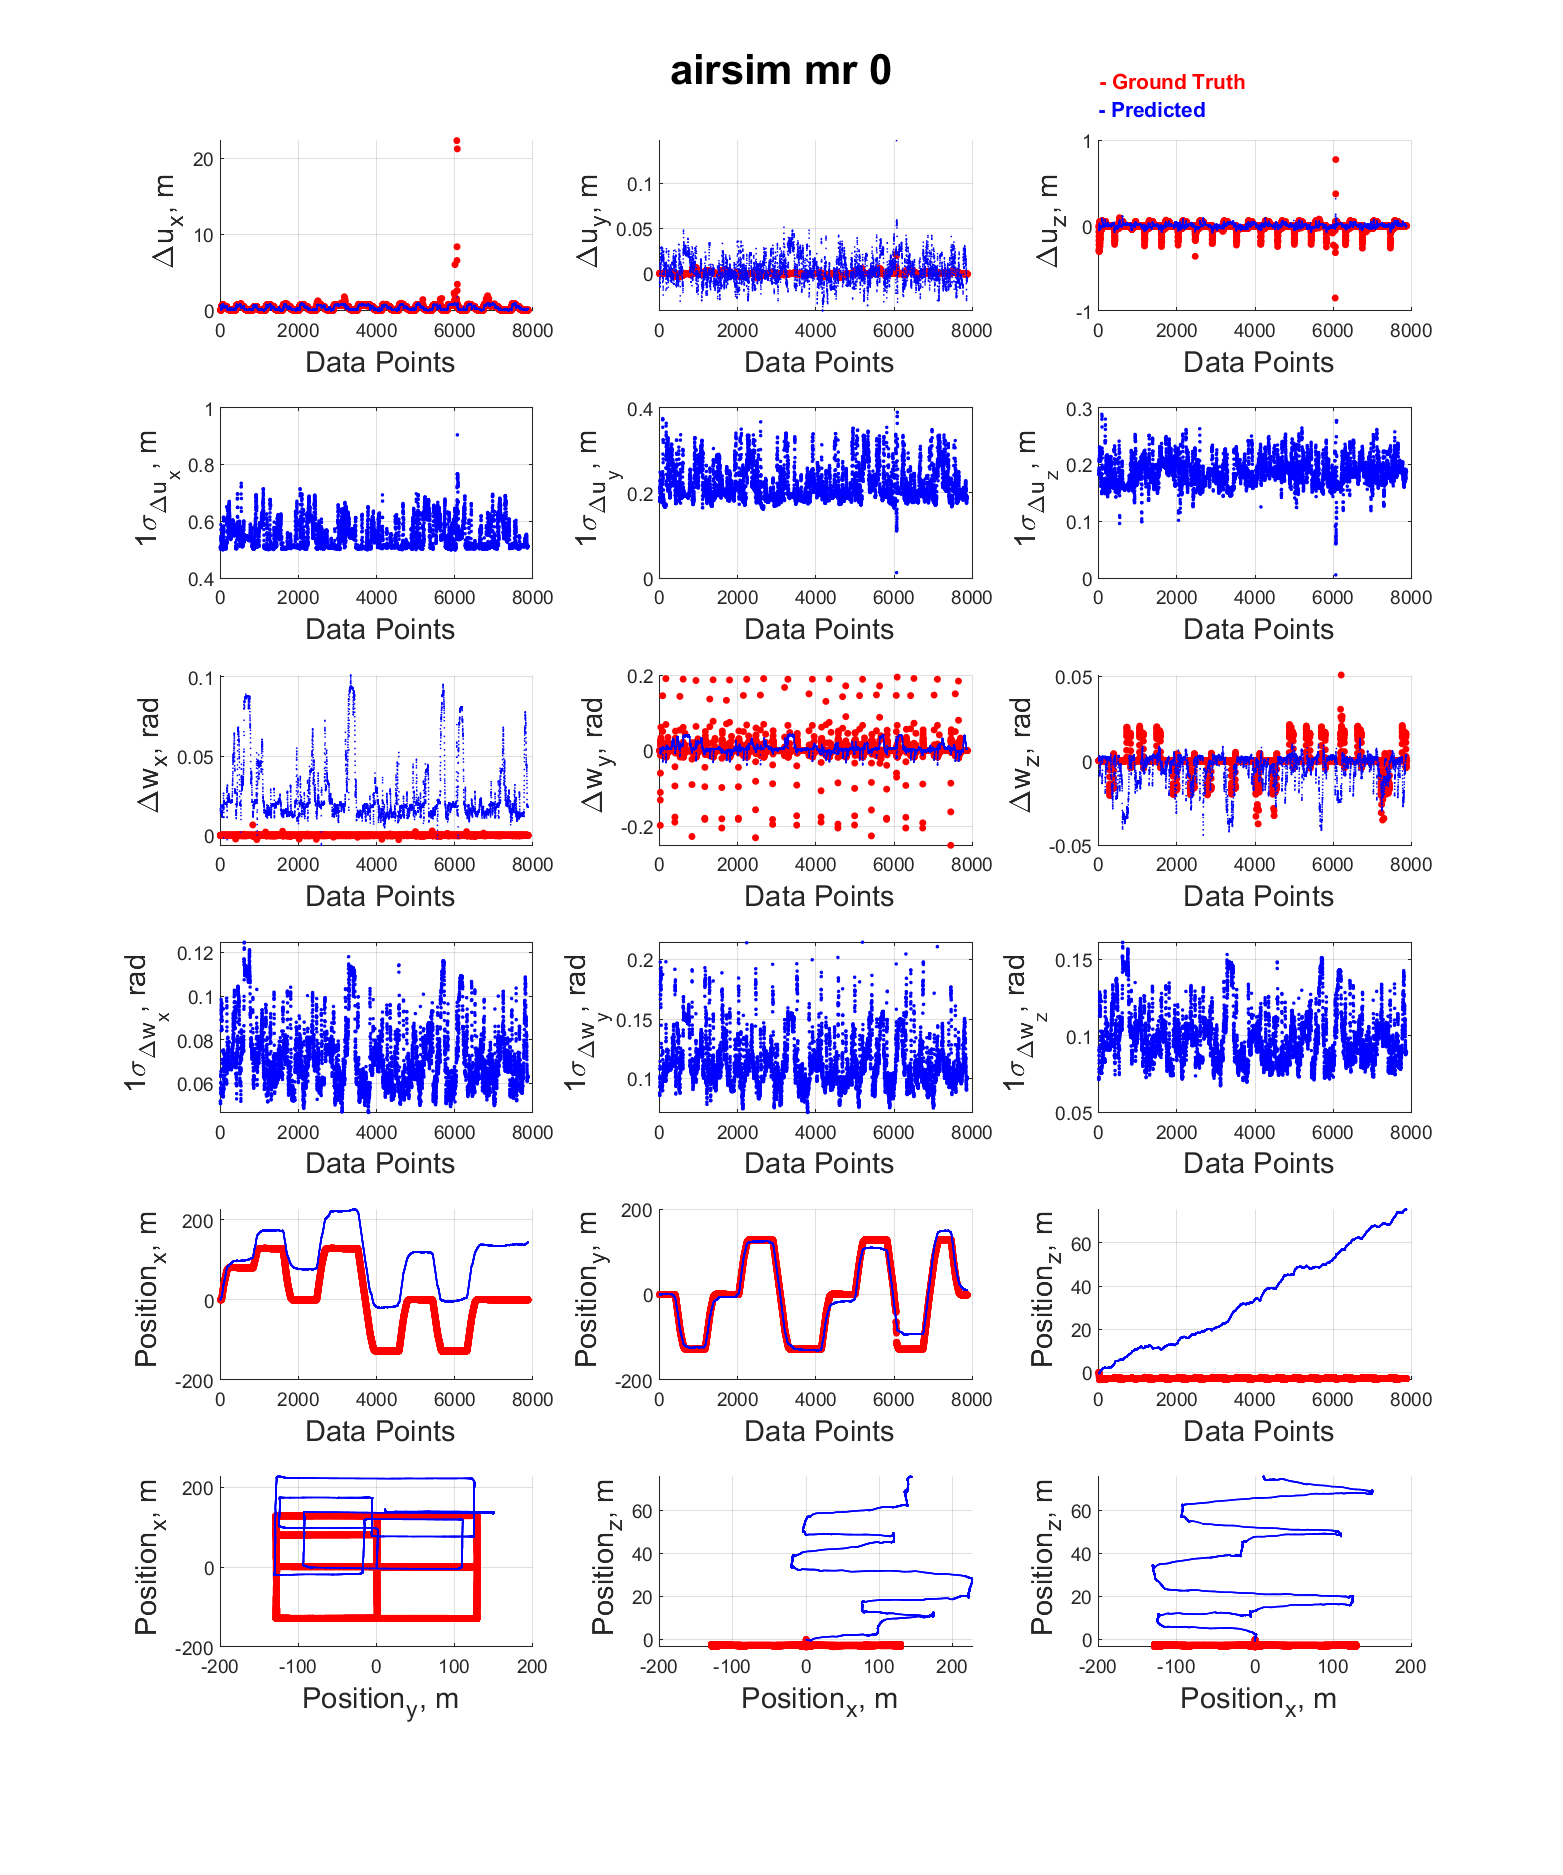 airsim mr 0
- Ground Truth
- Predicted
Δu_x, m
20
10
0
0 2000 4000 6000 8000
Data Points
Δu_y, m
0.1
0.05
0
0 2000 4000 6000 8000
Data Points
Δu_z, m
1
0
-1
0 2000 4000 6000 8000
Data Points
1σ_Δu_x, m
1
0.8
0.6
0.4
0 2000 4000 6000 8000
Data Points
1σ_Δu_y, m
0.4
0.2
0
0 2000 4000 6000 8000
Data Points
1σ_Δu_z, m
0.3
0.2
0.1
0
0 2000 4000 6000 8000
Data Points
Δw_x, rad
0.1
0.05
0
0 2000 4000 6000 8000
Data Points
Δw_y, rad
0.2
0
-0.2
0 2000 4000 6000 8000
Data Points
Δw_z, rad
0.05
0
-0.05
0 2000 4000 6000 8000
Data Points
1σ_Δw_x, rad
0.12
0.1
0.08
0.06
0 2000 4000 6000 8000
Data Points
1σ_Δw_y, rad
0.2
0.15
0.1
0 2000 4000 6000 8000
Data Points
1σ_Δw_z, rad
0.15
0.1
0.05
0 2000 4000 6000 8000
Data Points
Position_x, m
200
0
-200
0 2000 4000 6000 8000
Data Points
Position_y, m
200
0
-200
0 2000 4000 6000 8000
Data Points
Position_z, m
60
40
20
0
0 2000 4000 6000 8000
Data Points
Position_x, m
200
0
-200
-200 -100 0 100 200
Position_y, m
Position_z, m
60
40
20
0
-200 -100 0 100 200
Position_x, m
Position_z, m
60
40
20
0
-200 -100 0 100 200
Position_x, m